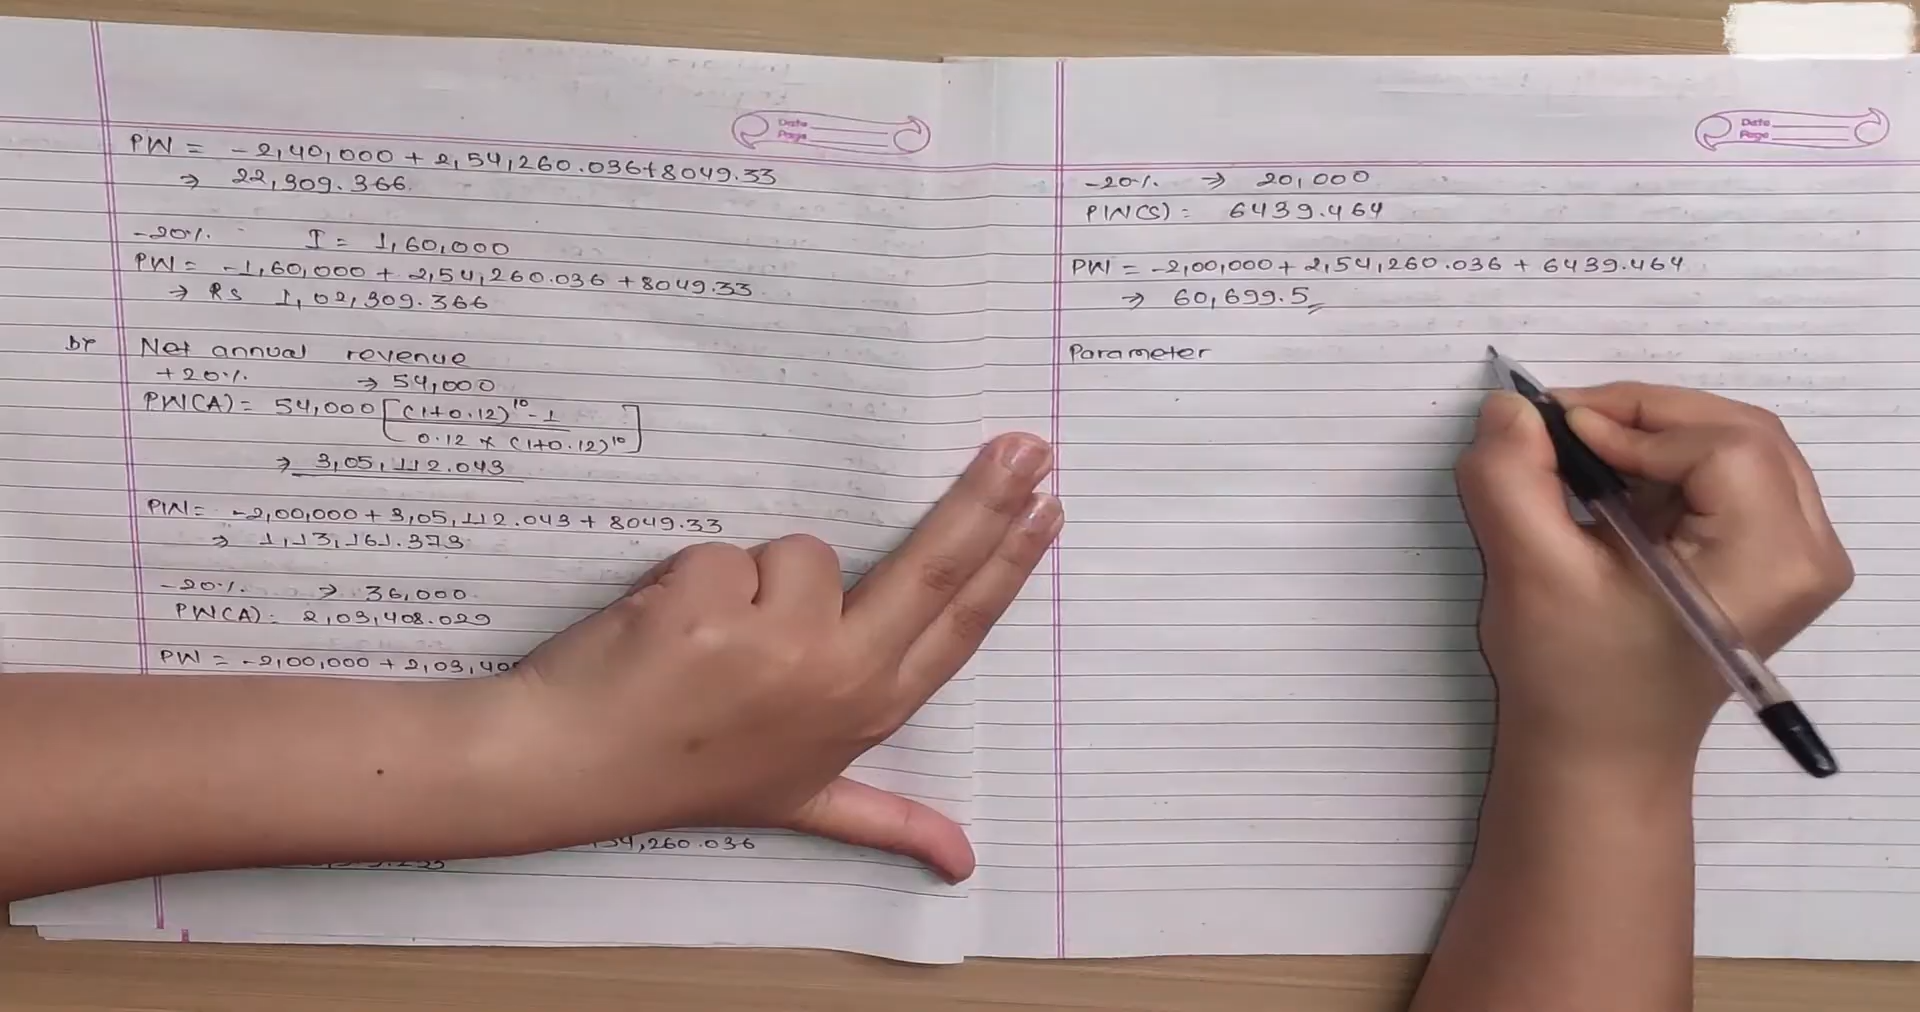 Date
Page
PW = -2,40,000 + 2,54,260.036+8049.33
⇒ 22,309.366
-20%. I = 1,60,000
PW= -1,60,000 + 2,54,260.036 +8049.33
⇒ RS 1,02,309.366
br Net annual revenue
+20%. → 54,000
PW(A) = 54,000 [(1+0.12)^10 - 1
0.12 × (1+0.12)^10]
⇒ 3,05,112.043
PW= -2,00,000 + 3,05,112.043 + 8049.33
⇒ 1,13,161.373
-20%. ⇒ 36,000
PW(A): 2,03,408.029
PW = -2,00,000 + 2,03,40
54,260.036
Date
Page
-20%. ⇒ 20,000
PW(S) = 6439.464
PW = -2,00,000 + 2,54,260.036 + 6439.464
⇒ 60,699.5
Parameter